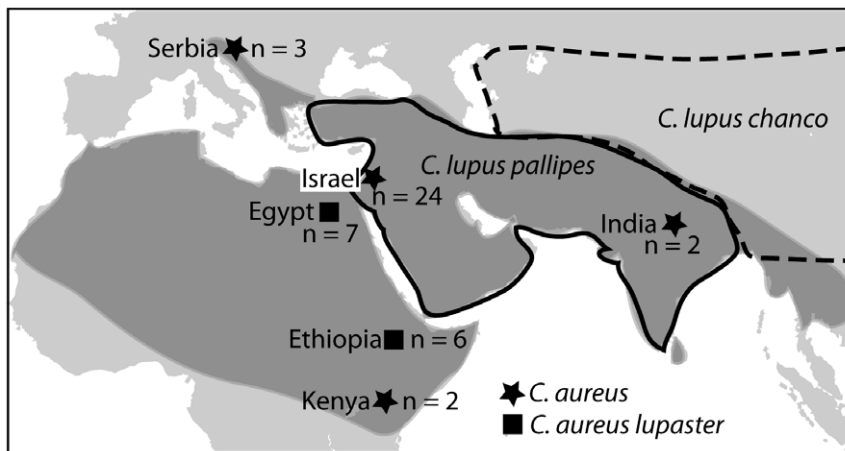 Serbia n = 3
C. lupus chanco
C. lupus pallipes
Israel
n = 24
Egypt
n = 7
India
n = 2
Ethiopia n = 6
Kenya n = 2
C. aureus
C. aureus lupaster